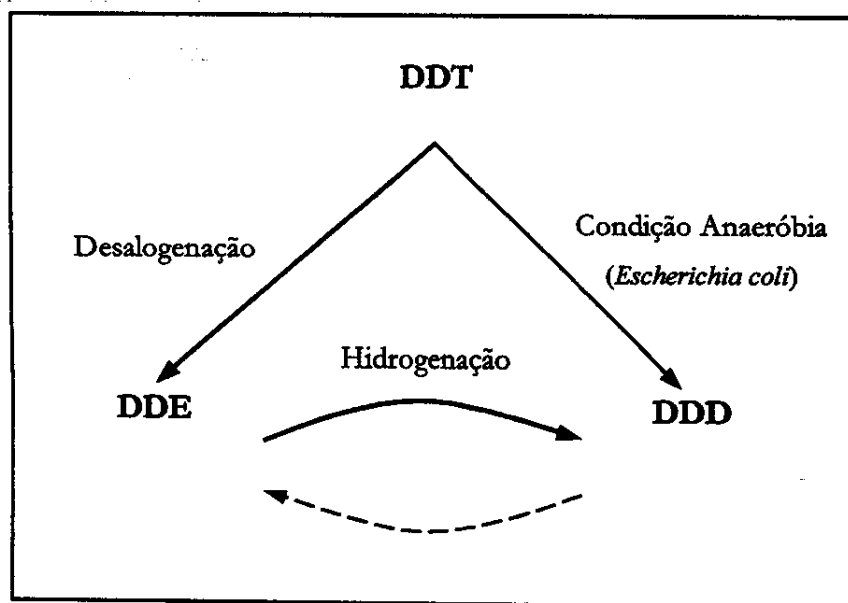 DDT
Desalogenação
Condição Anaeróbia
(Escherichia coli)
Hidrogenação
DDE
DDD